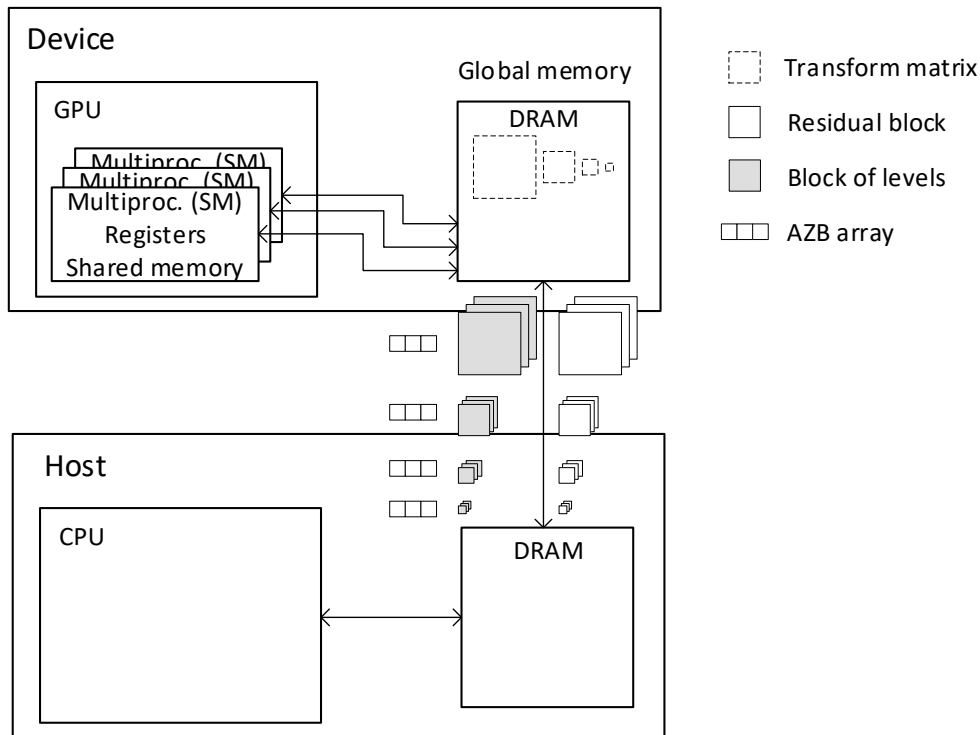 Device
Global memory
GPU
DRAM
Multiproc. (SM)
Multiproc. (SM)
Multiproc. (SM)
Registers
Shared memory
Transform matrix
Residual block
Block of levels
AZB array
Host
CPU
DRAM